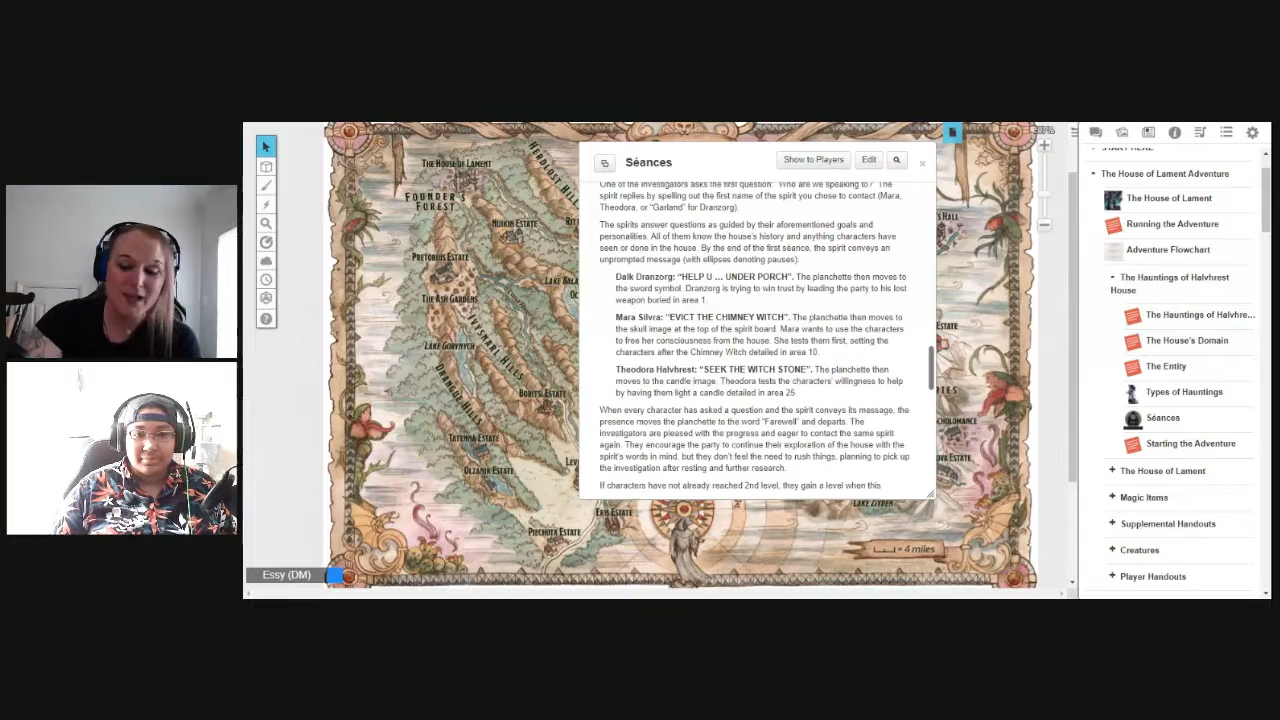 Séances
Show to Players
Edit
One of the investigators asks the first question: "Who are we speaking to?" The
spirit replies by spelling out the first name of the spirit you chose to contact (Mara,
Theodora, or "Garland" for Dranzorg).
The spirits answer questions as guided by their aforementioned goals and
personalities. All of them know the house's history and anything characters have
seen or done in the house. By the end of the first séance, the spirit conveys an
unprompted message (with ellipses denoting pauses):
Dalk Dranzorg: "HELP U ... UNDER PORCH". The planchette then moves to
the sword symbol. Dranzorg is trying to win trust by leading the party to his lost
weapon buried in area 1.
Mara Silvra: "EVICT THE CHIMNEY WITCH". The planchette then moves to
the skull image at the top of the spirit board. Mara wants to use the characters
to free her consciousness from the house. She tests them first, setting the
characters after the Chimney Witch detailed in area 10.
Theodora Halvhrest: "SEEK THE WITCH STONE". The planchette then
moves to the candle image. Theodora tests the characters' willingness to help
by having them light a candle detailed in area 25
When every character has asked a question and the spirit conveys its message, the
presence moves the planchette to the word "Farewell" and departs. The
investigators are pleased with the progress and eager to contact the same spirit
again. They encourage the party to continue their exploration of the house with the
spirit's words in mind, but they don't feel the need to rush things, planning to pick up
the investigation after resting and further research.
If characters have not already reached 2nd level, they gain a level when this
THE HOUSE OF LAMENT
FOUNDER'S
FOREST
NUIKIN ESTATE
PRETORIUS ESTATE
THE ASH GARDENS
LAKE GORVNYCH
BORITSI ESTATE
TATENNA ESTATE
OLZANIK ESTATE
PIECHOTA ESTATE
ERIS ESTATE
LAKE ZIYDEN
= 4 miles
Essy (DM)
START HERE
The House of Lament Adventure
The House of Lament
Running the Adventure
Adventure Flowchart
The Hauntings of Halvhrest
House
The Hauntings of Halvhre...
The House's Domain
The Entity
Types of Hauntings
Séances
Starting the Adventure
The House of Lament
Magic Items
Supplemental Handouts
Creatures
Player Handouts